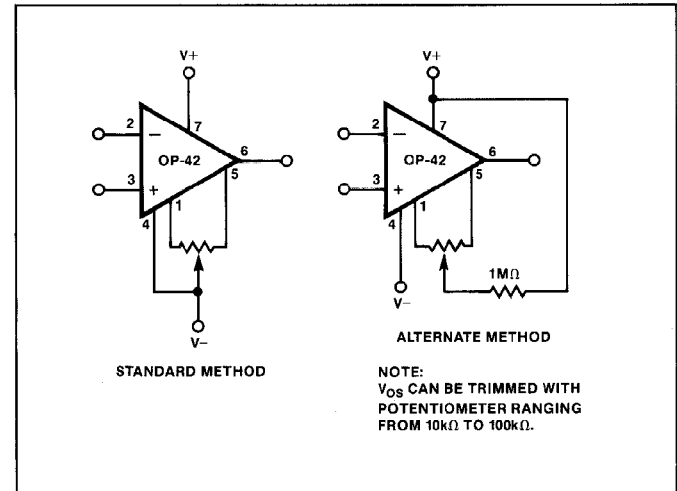 V+
2
−
7
OP-42
6
5
3
+
1
4
V−
STANDARD METHOD
V+
2
−
7
OP-42
6
5
3
+
1
4
1MΩ
V−
ALTERNATE METHOD
NOTE:
VOS CAN BE TRIMMED WITH
POTENTIOMETER RANGING
FROM 10kΩ TO 100kΩ.